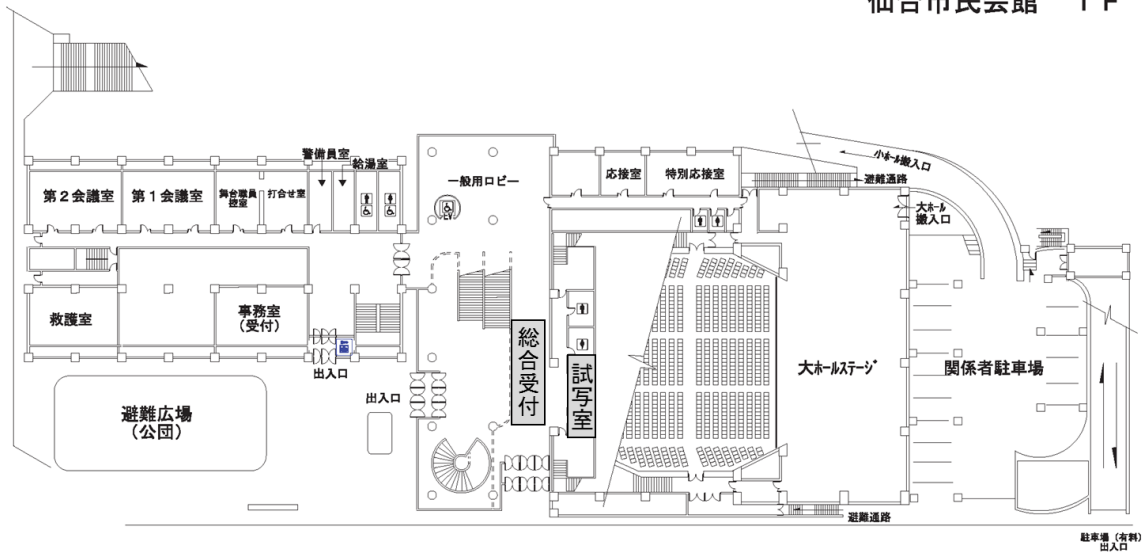 仙台市民会館 1F
小ホール搬入口
警備員室
給湯室
一般用ロビー
応接室
特別応接室
避難通路
第2会議室
第1会議室
舞台職員
控室
打合せ室
EV
大ホール
搬入口
救護室
事務室
(受付)
総合受付
試写室
大ホールステージ
関係者駐車場
出入口
出入口
避難広場
(公団)
避難通路
駐車場(有料)
出入口